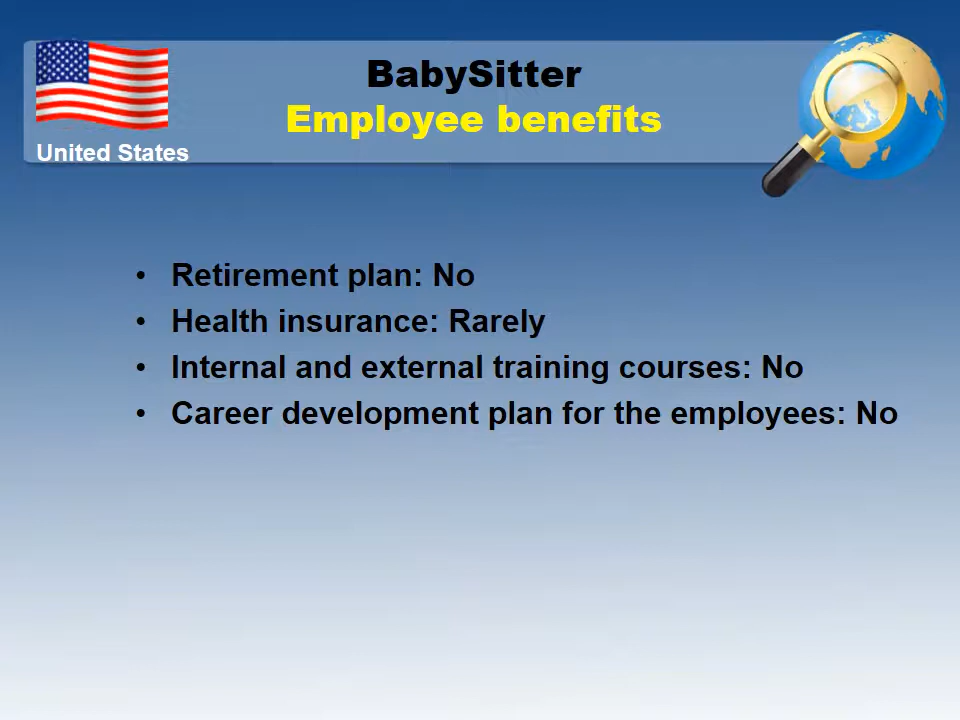 BabySitter
Employee benefits
United States
• Retirement plan: No
• Health insurance: Rarely
• Internal and external training courses: No
• Career development plan for the employees: No